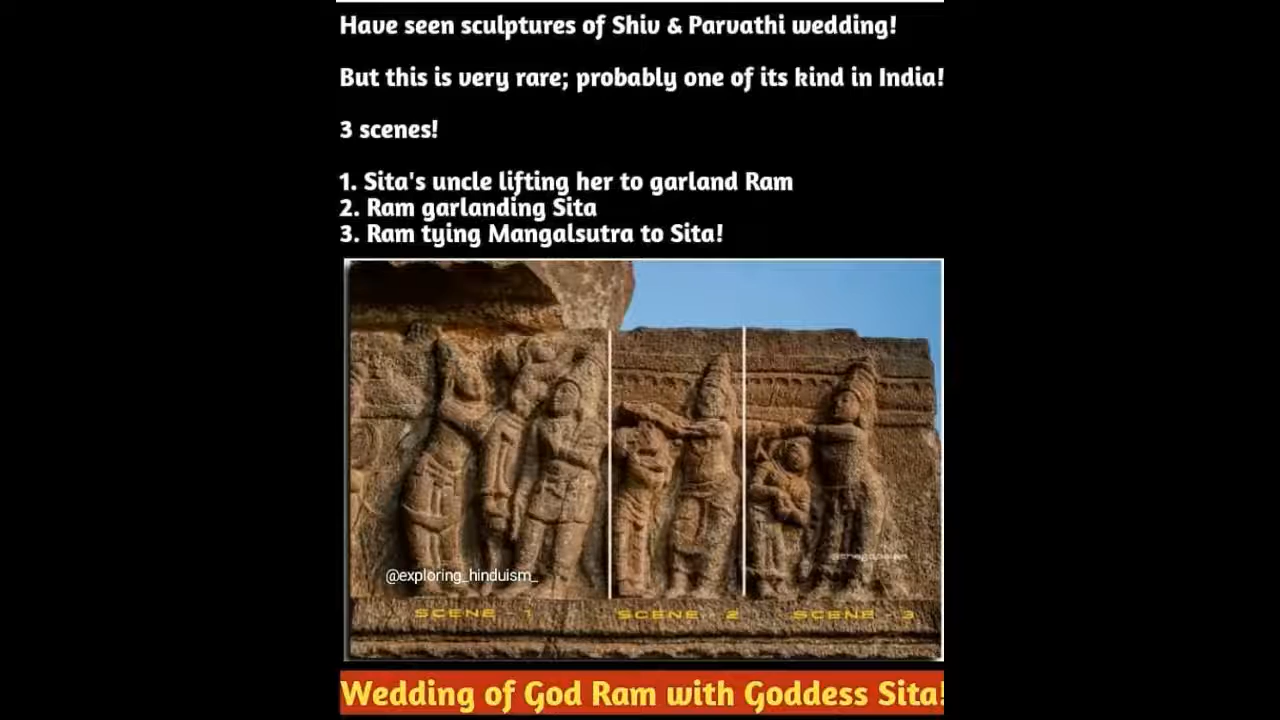 Have seen sculptures of Shiv & Parvathi wedding!
But this is very rare; probably one of its kind in India!
3 scenes!
1. Sita's uncle lifting her to garland Ram
2. Ram garlanding Sita
3. Ram tying Mangalsutra to Sita!
@exploring_hinduism_
SCENE - 1 SCENE - 2 SCENE - 3
Wedding of God Ram with Goddess Sita!